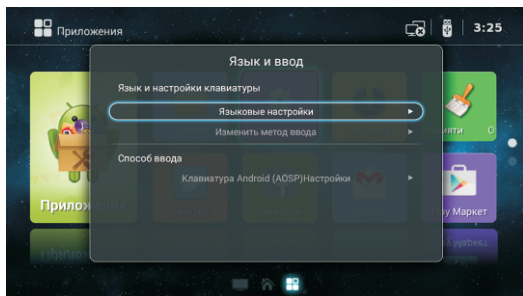 Приложения
3:25
Язык и ввод
Язык и настройки клавиатуры
Языковые настройки
Изменить метод ввода
Способ ввода
Клавиатура Android (AOSP)Настройки
мяти О
Прилож
y Маркет